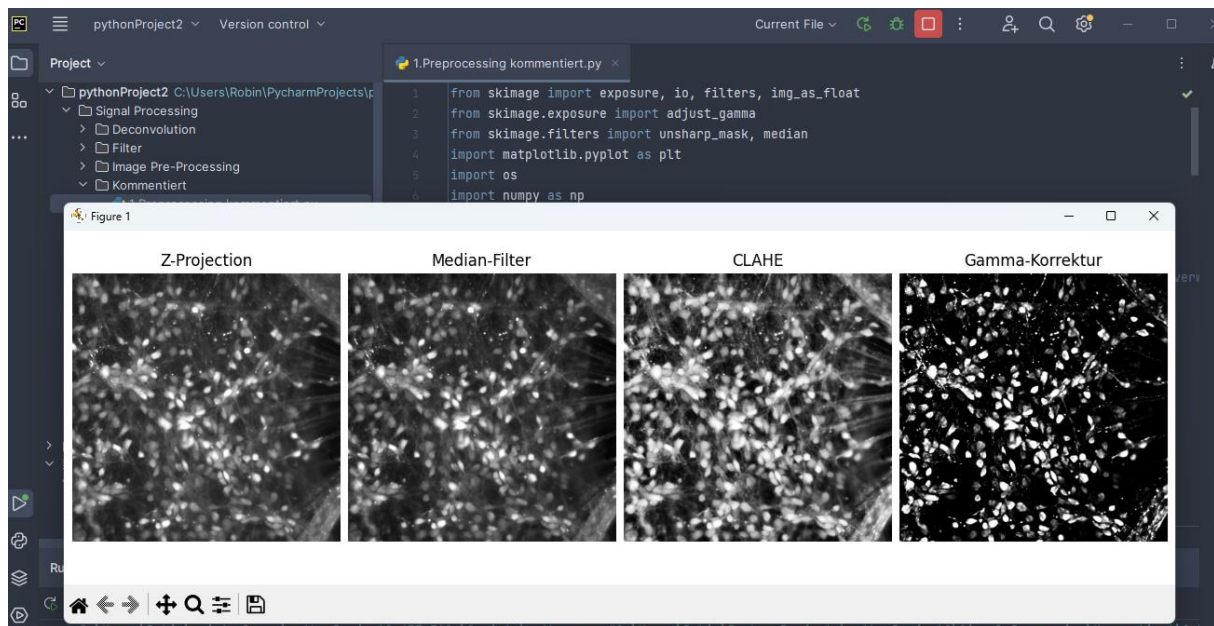 PC pythonProject2 Version control Current File
Project
1.Preprocessing kommentiert.py
pythonProject2 C:\Users\Robin\PycharmProjects\p
Signal Processing
Deconvolution
Filter
Image Pre-Processing
Kommentiert
1 from skimage import exposure, io, filters, img_as_float
2 from skimage.exposure import adjust_gamma
3 from skimage.filters import unsharp_mask, median
4 import matplotlib.pyplot as plt
5 import os
6 import numpy as np
Figure 1
Z-Projection
Median-Filter
CLAHE
Gamma-Korrektur
Ru